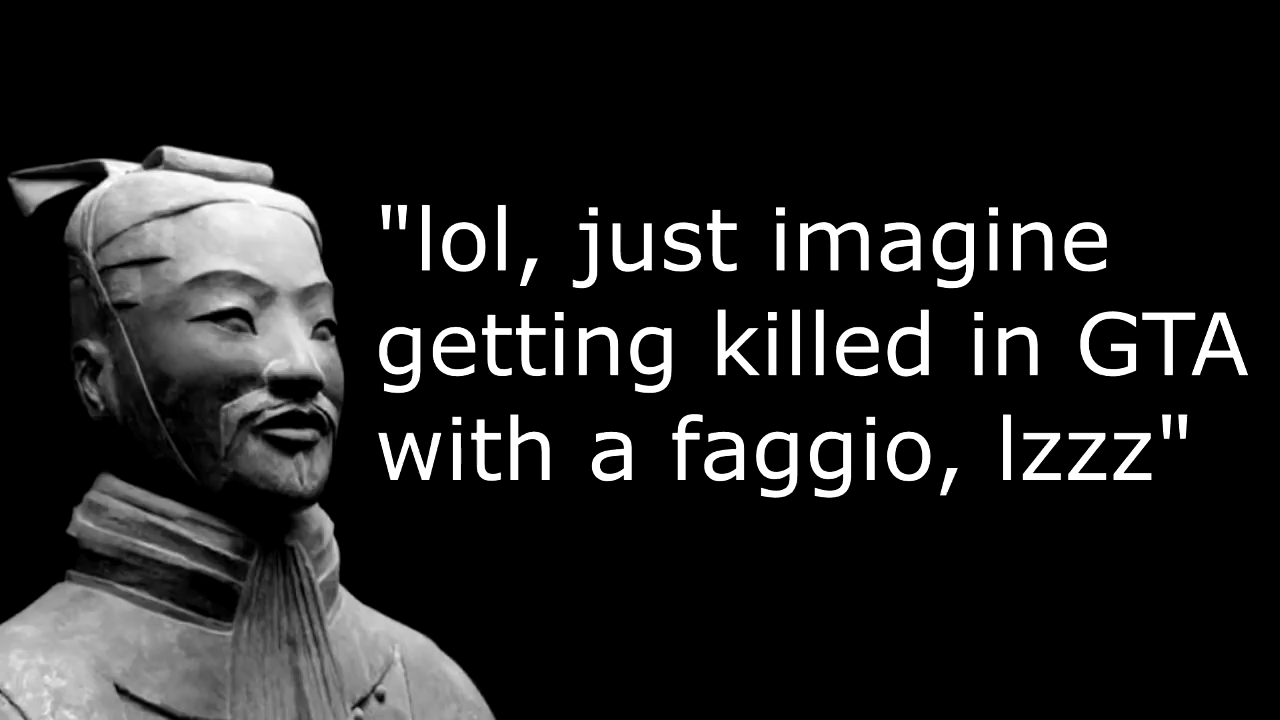 "lol, just imagine
getting killed in GTA
with a faggio, lzzz"